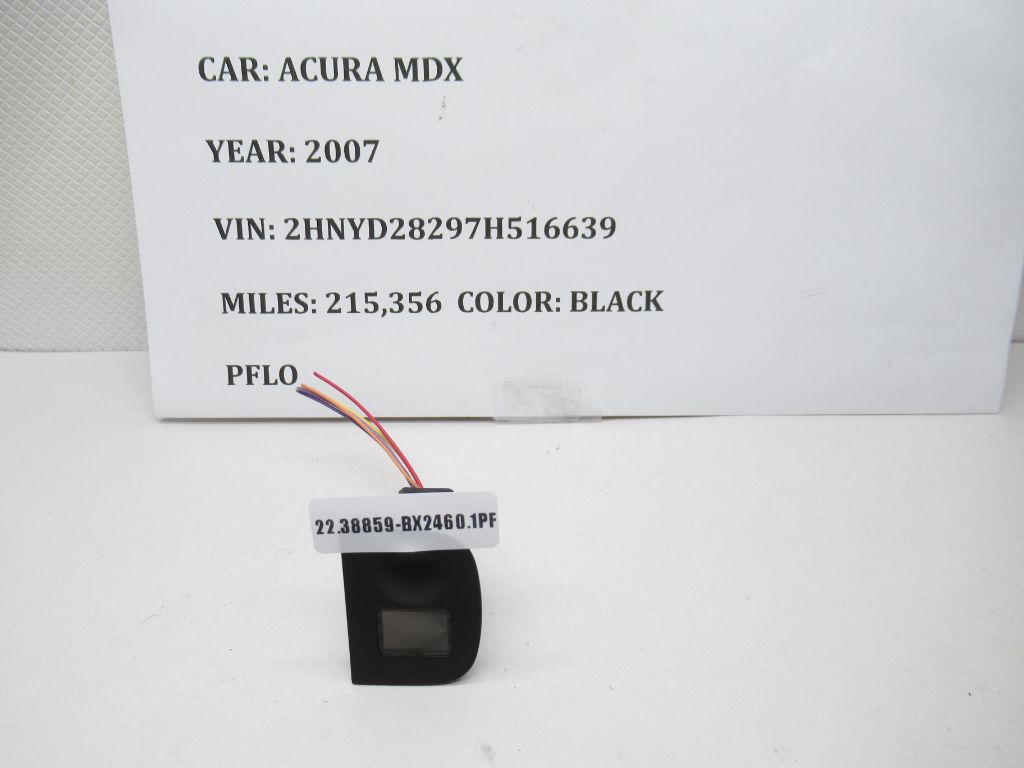 CAR: ACURA MDX
YEAR: 2007
VIN: 2HNYD28297H516639
MILES: 215,356 COLOR: BLACK
PFLO
22.38859-BX2460.1PF